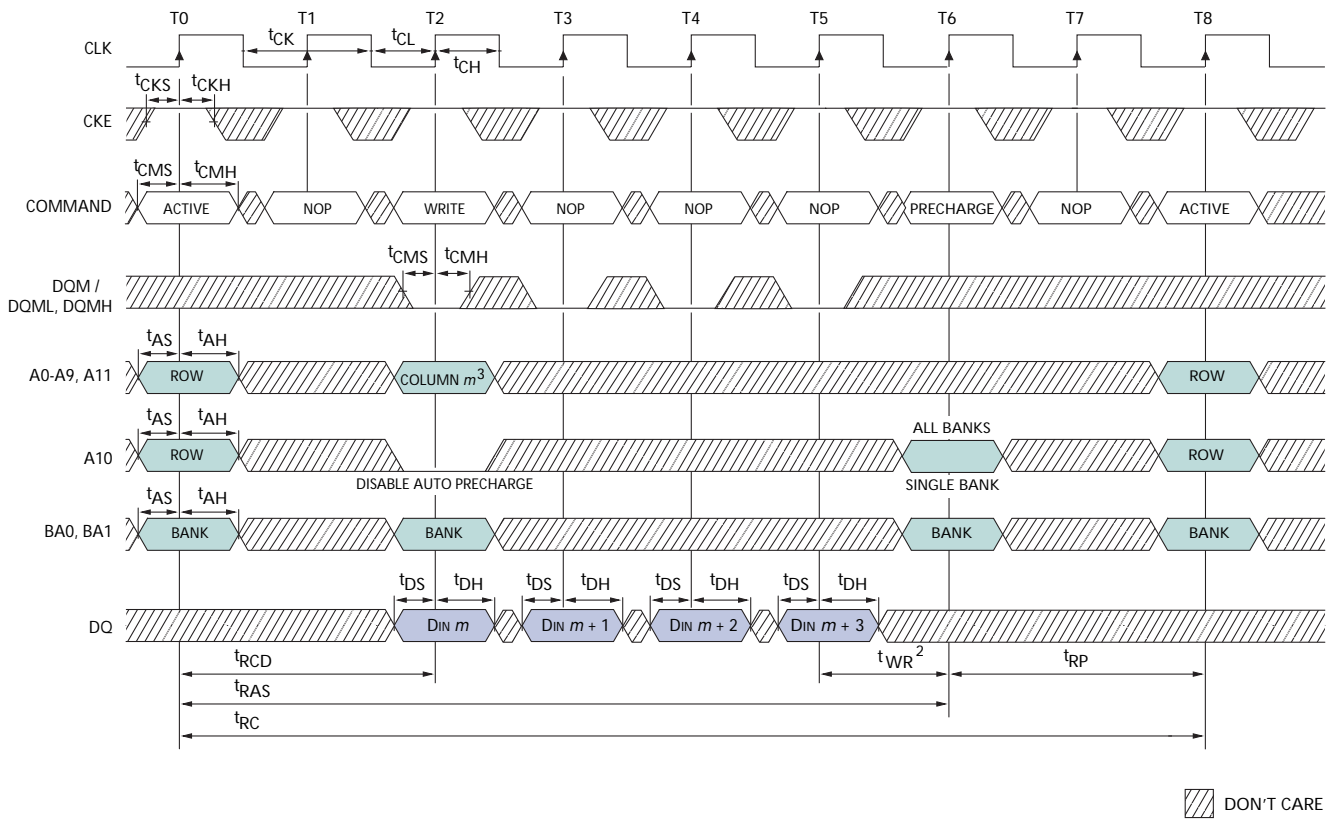 T0 T1 T2 T3 T4 T5 T6 T7 T8
CLK tCK tCL tCH
tCKS tCKH
CKE
tCMS tCMH
COMMAND ACTIVE NOP WRITE NOP NOP NOP PRECHARGE NOP ACTIVE
tCMS tCMH
DQM /
DQML, DQMH
tAS tAH
A0-A9, A11 ROW COLUMN m3 ROW
tAS tAH ALL BANKS
A10 ROW ROW
DISABLE AUTO PRECHARGE SINGLE BANK
tAS tAH
BA0, BA1 BANK BANK BANK BANK
tDS tDH tDS tDH tDS tDH tDS tDH
DQ DIN m DIN m + 1 DIN m + 2 DIN m + 3
tRCD tWR2 tRP
tRAS
tRC
DON'T CARE